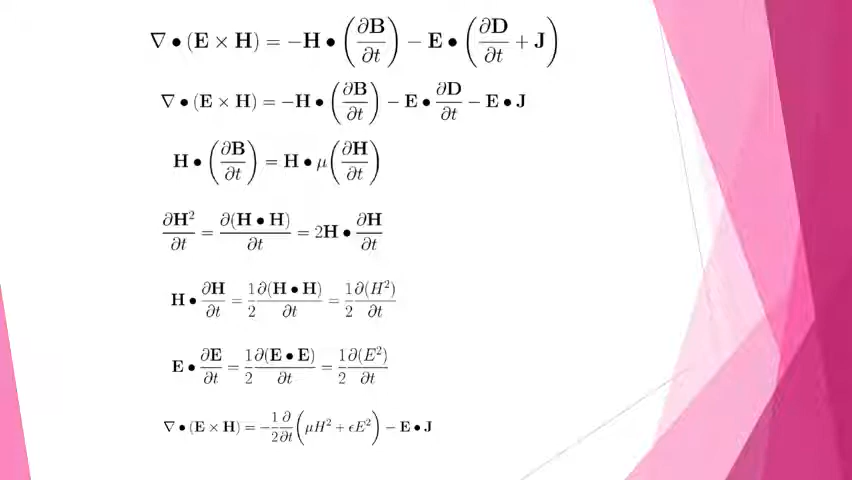 ∇ • (E × H) = −H • (∂B/∂t) − E • (∂D/∂t + J)
∇ • (E × H) = −H • (∂B/∂t) − E • ∂D/∂t − E • J
H • (∂B/∂t) = H • μ(∂H/∂t)
∂H²/∂t = ∂(H • H)/∂t = 2H • ∂H/∂t
H • ∂H/∂t = 1/2 ∂(H • H)/∂t = 1/2 ∂(H²)/∂t
E • ∂E/∂t = 1/2 ∂(E • E)/∂t = 1/2 ∂(E²)/∂t
∇ • (E × H) = −1/2 ∂/∂t (μH² + ϵE²) − E • J